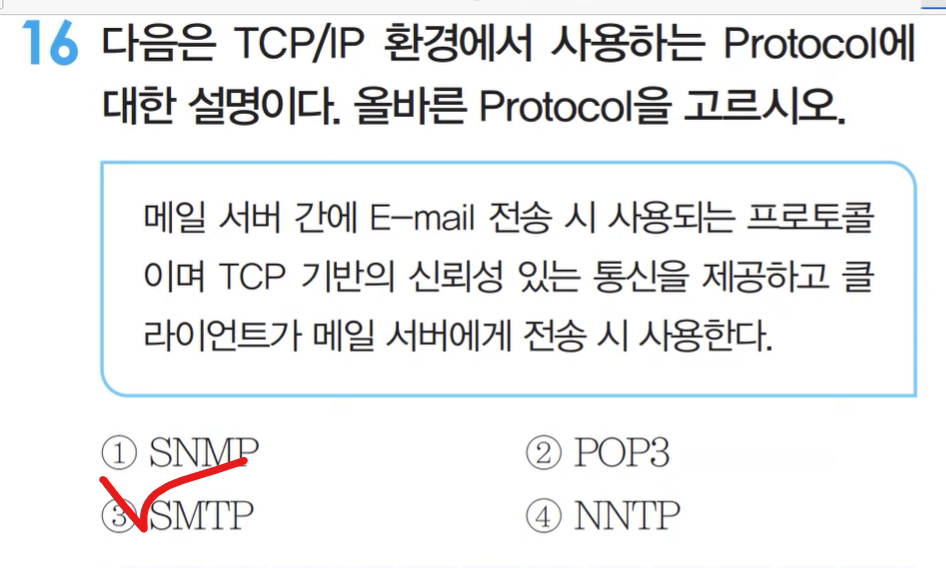 16 다음은 TCP/IP 환경에서 사용하는 Protocol에
대한 설명이다. 올바른 Protocol을 고르시오.
메일 서버 간에 E-mail 전송 시 사용되는 프로토콜
이며 TCP 기반의 신뢰성 있는 통신을 제공하고 클
라이언트가 메일 서버에게 전송 시 사용한다.
① SNMP ② POP3
③ SMTP ④ NNTP